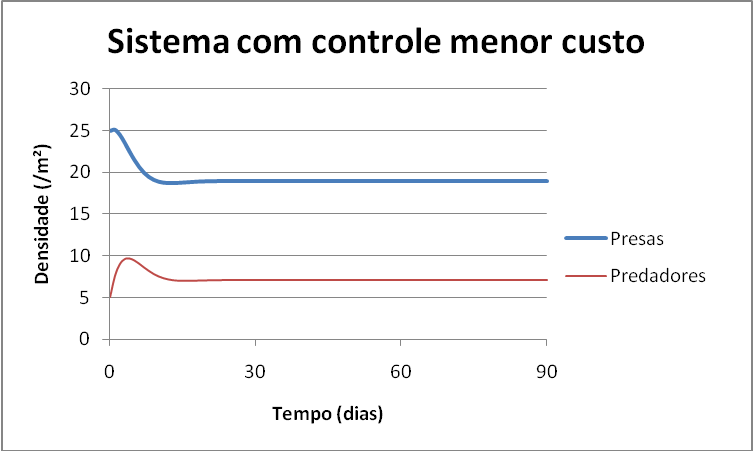 Sistema com controle menor custo
Densidade (/m²)
30
25
20
15
10
5
0
0 30 60 90
Tempo (dias)
Presas
Predadores